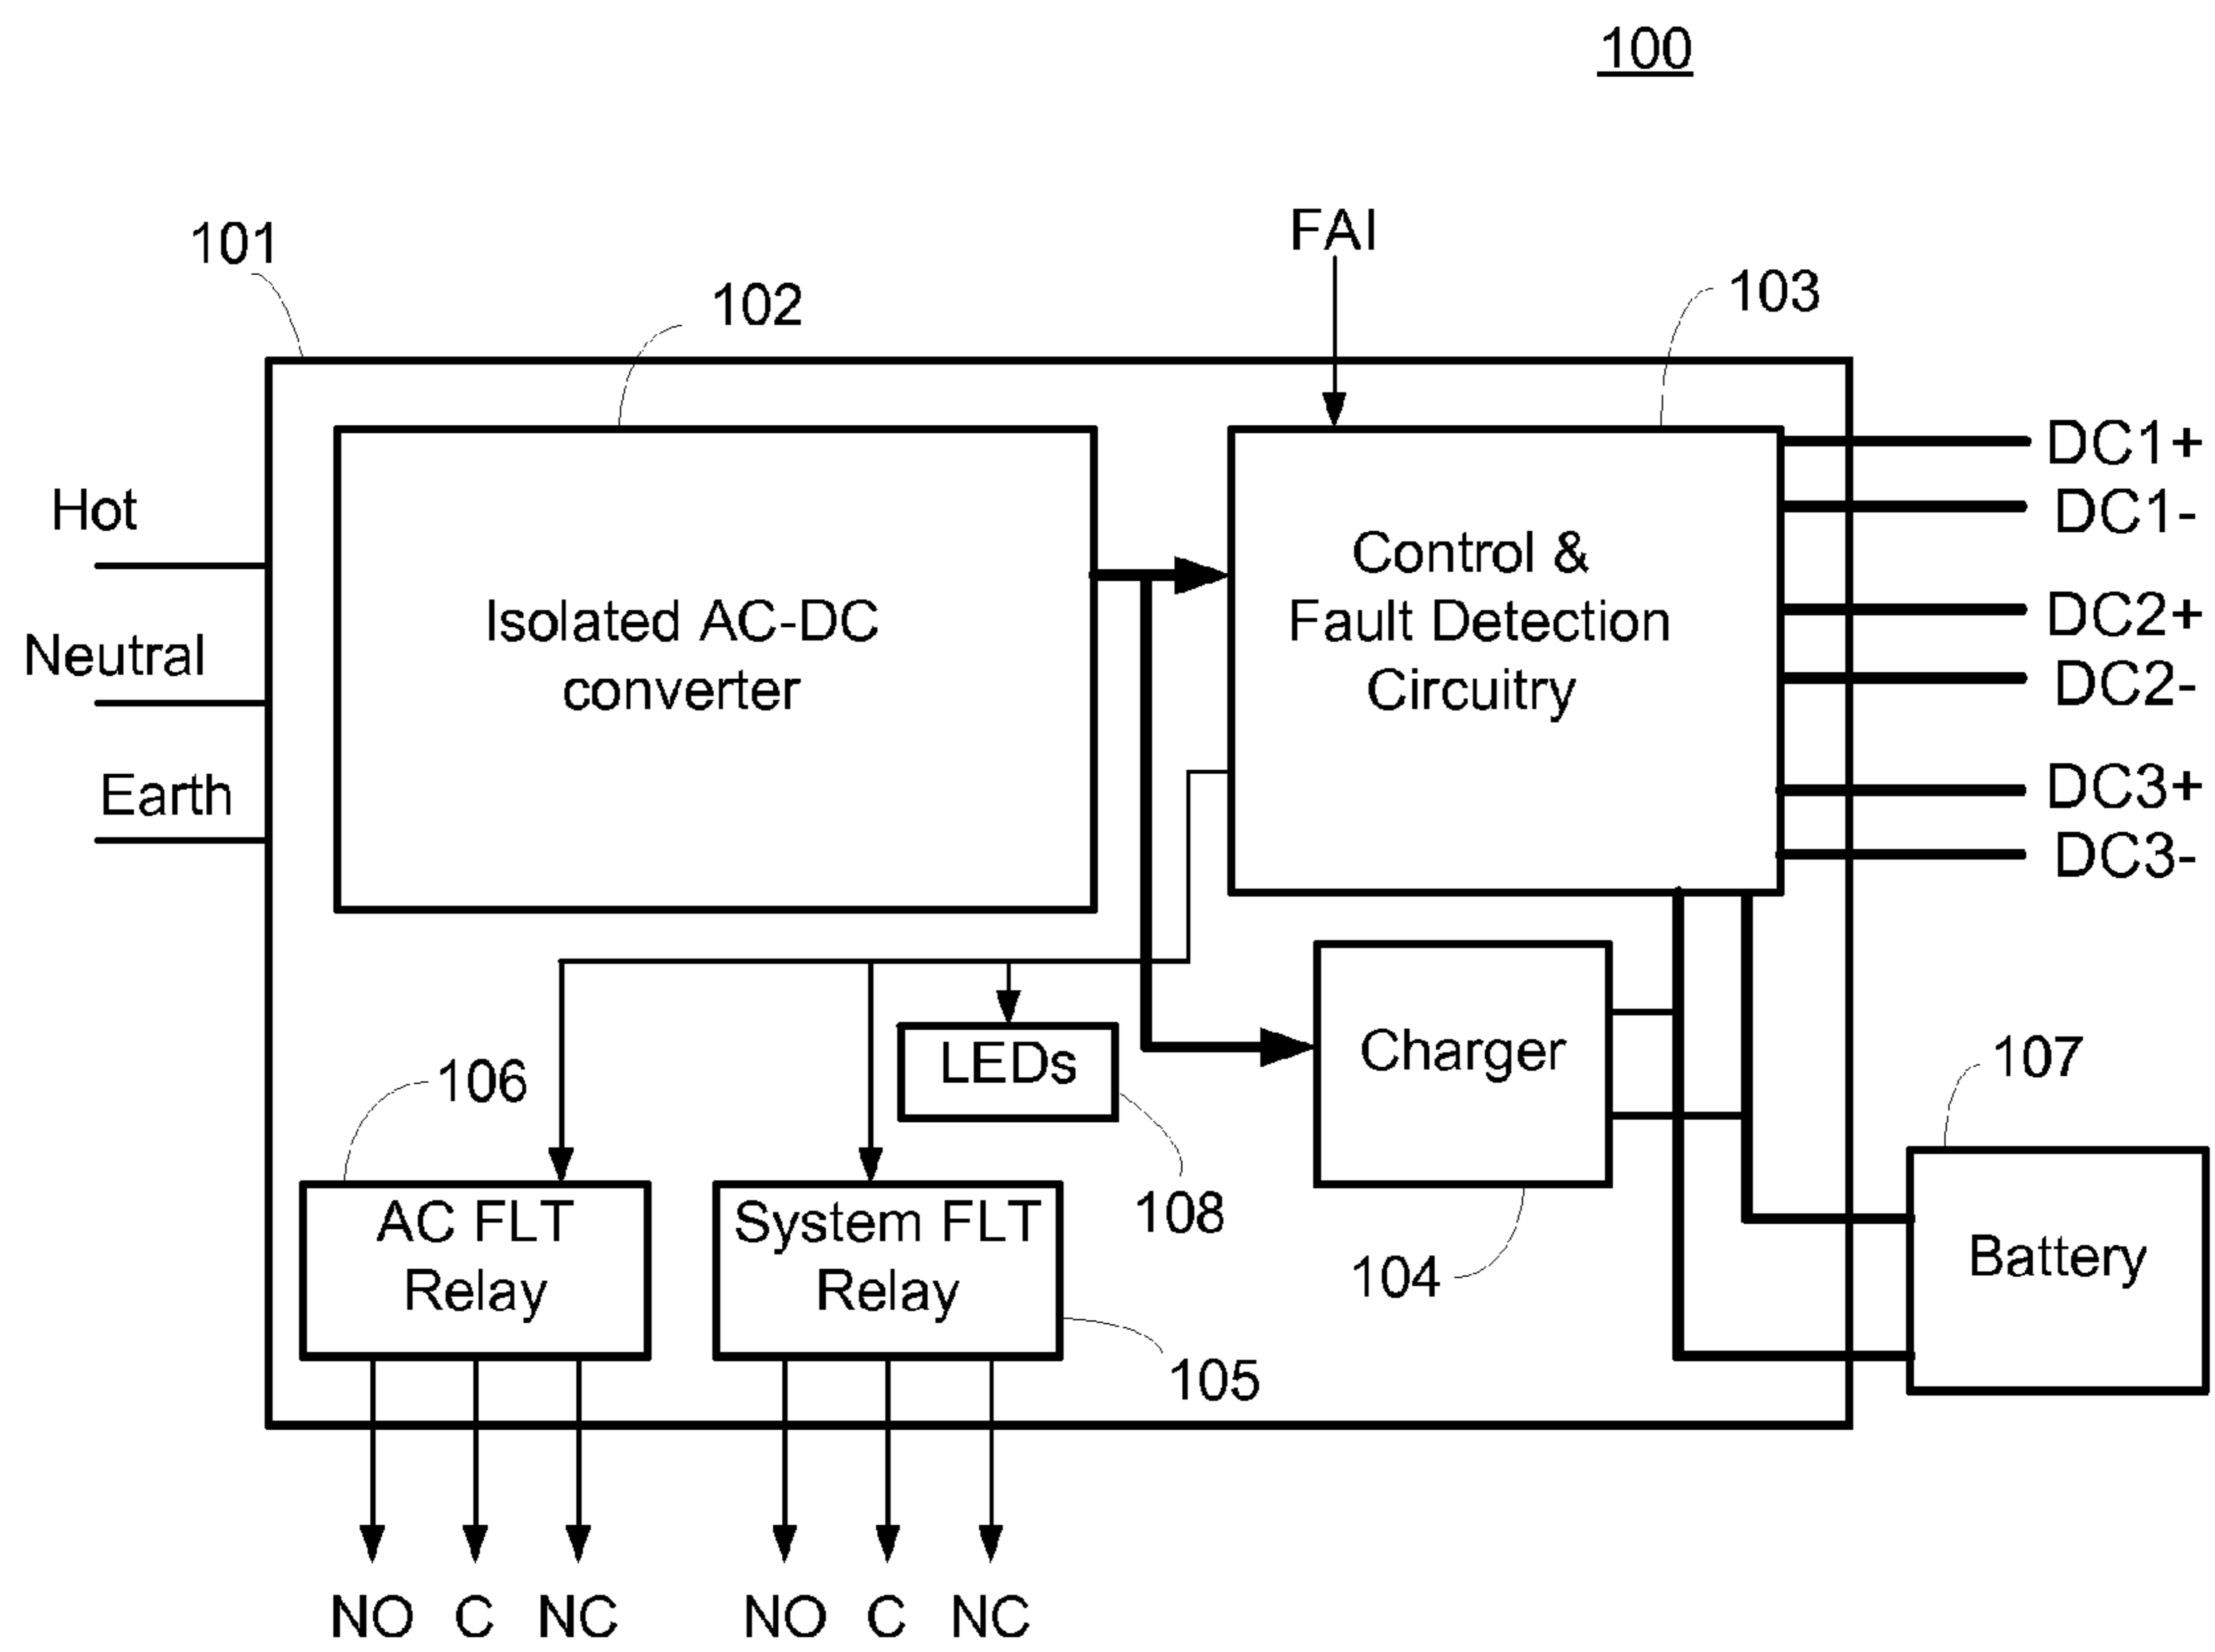 100
101
FAI
102
103
DC1+
DC1-
DC2+
DC2-
DC3+
DC3-
Hot
Neutral
Earth
Isolated AC-DC
converter
Control &
Fault Detection
Circuitry
LEDs
108
Charger
104
107
Battery
106
AC FLT
Relay
System FLT
Relay
105
NO C NC
NO C NC